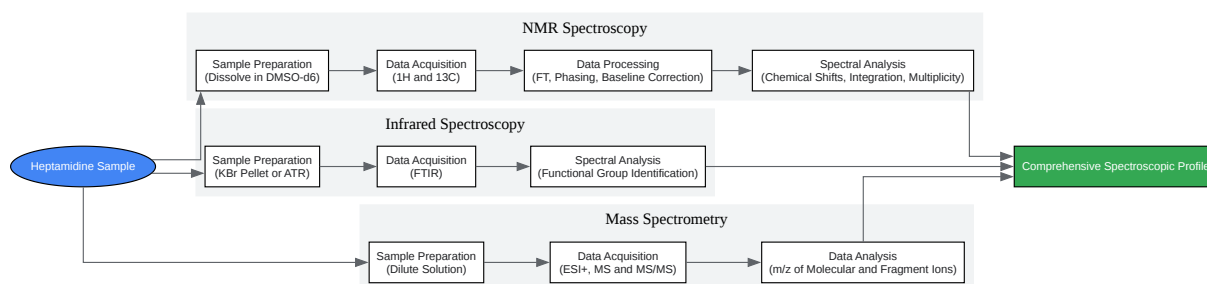 NMR Spectroscopy
Sample Preparation
(Dissolve in DMSO-d6)
Data Acquisition
(1H and 13C)
Data Processing
(FT, Phasing, Baseline Correction)
Spectral Analysis
(Chemical Shifts, Integration, Multiplicity)
Infrared Spectroscopy
Heptamidine Sample
Sample Preparation
(KBr Pellet or ATR)
Data Acquisition
(FTIR)
Spectral Analysis
(Functional Group Identification)
Comprehensive Spectroscopic Profile
Mass Spectrometry
Sample Preparation
(Dilute Solution)
Data Acquisition
(ESI+, MS and MS/MS)
Data Analysis
(m/z of Molecular and Fragment Ions)